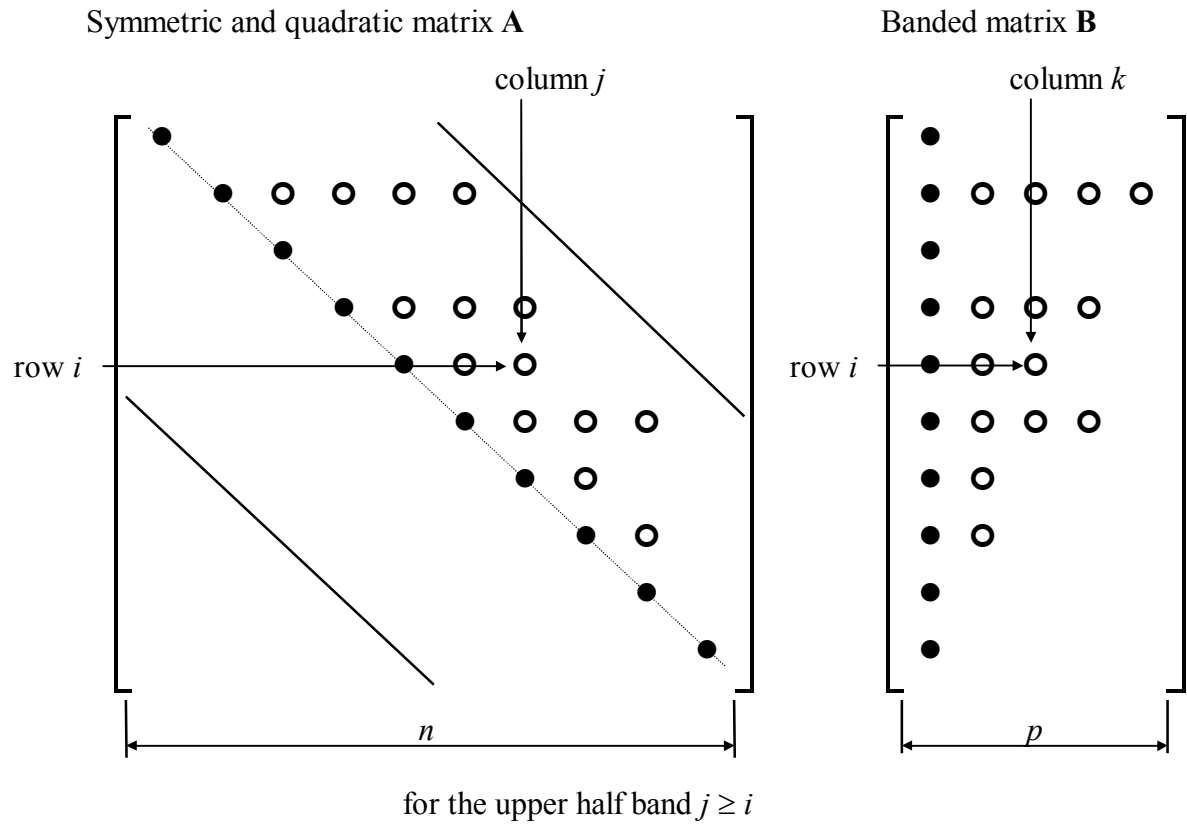 Symmetric and quadratic matrix A
Banded matrix B
column j
column k
row i
row i
n
p
for the upper half band j ≥ i